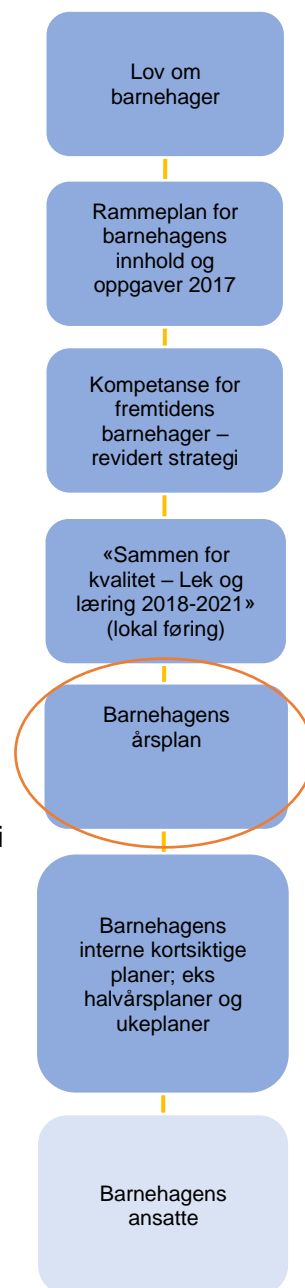 Lov om
barnehager
Rammeplan for
barnehagens
innhold og
oppgaver 2017
Kompetanse for
fremtidens
barnehager –
revidert strategi
«Sammen for
kvalitet – Lek og
læring 2018-2021»
(lokal føring)
Barnehagens
årsplan
i
Barnehagens
interne kortsiktige
planer; eks
halvårsplaner og
ukeplaner
Barnehagens
ansatte